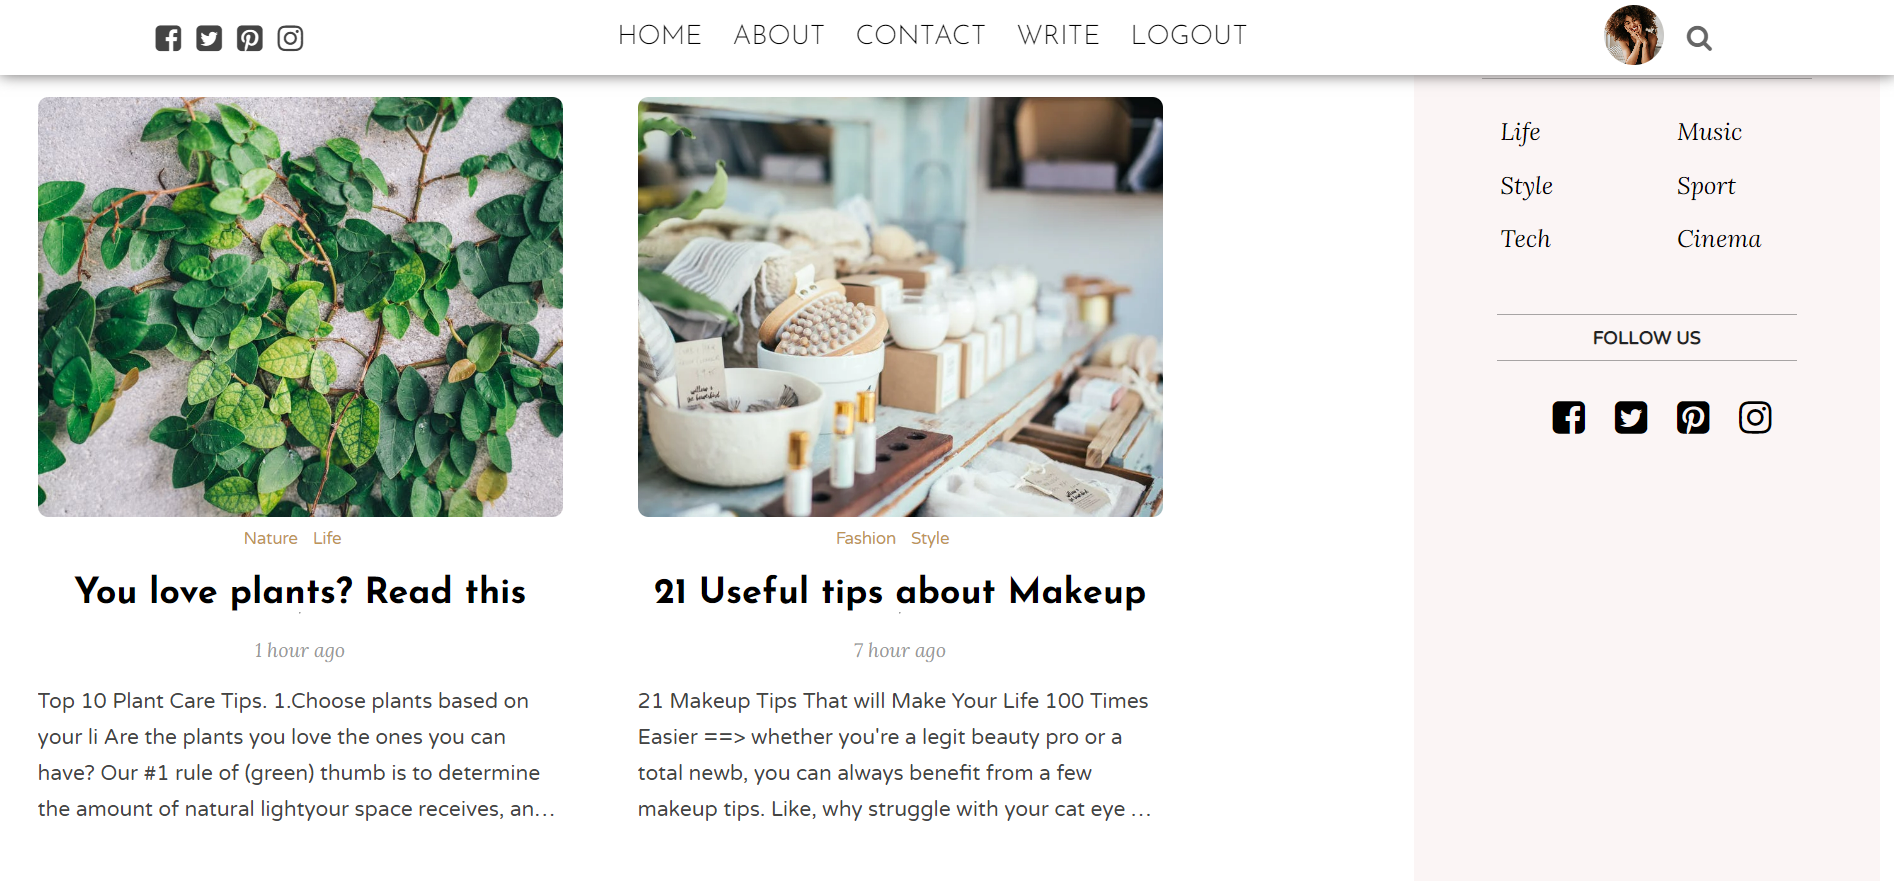 HOME ABOUT CONTACT WRITE LOGOUT
Nature Life
You love plants? Read this
1 hour ago
Top 10 Plant Care Tips. 1.Choose plants based on
your li Are the plants you love the ones you can
have? Our #1 rule of (green) thumb is to determine
the amount of natural lightyour space receives, an...
Fashion Style
21 Useful tips about Makeup
7 hour ago
21 Makeup Tips That will Make Your Life 100 Times
Easier ==> whether you're a legit beauty pro or a
total newb, you can always benefit from a few
makeup tips. Like, why struggle with your cat eye ...
Life Music
Style Sport
Tech Cinema
FOLLOW US